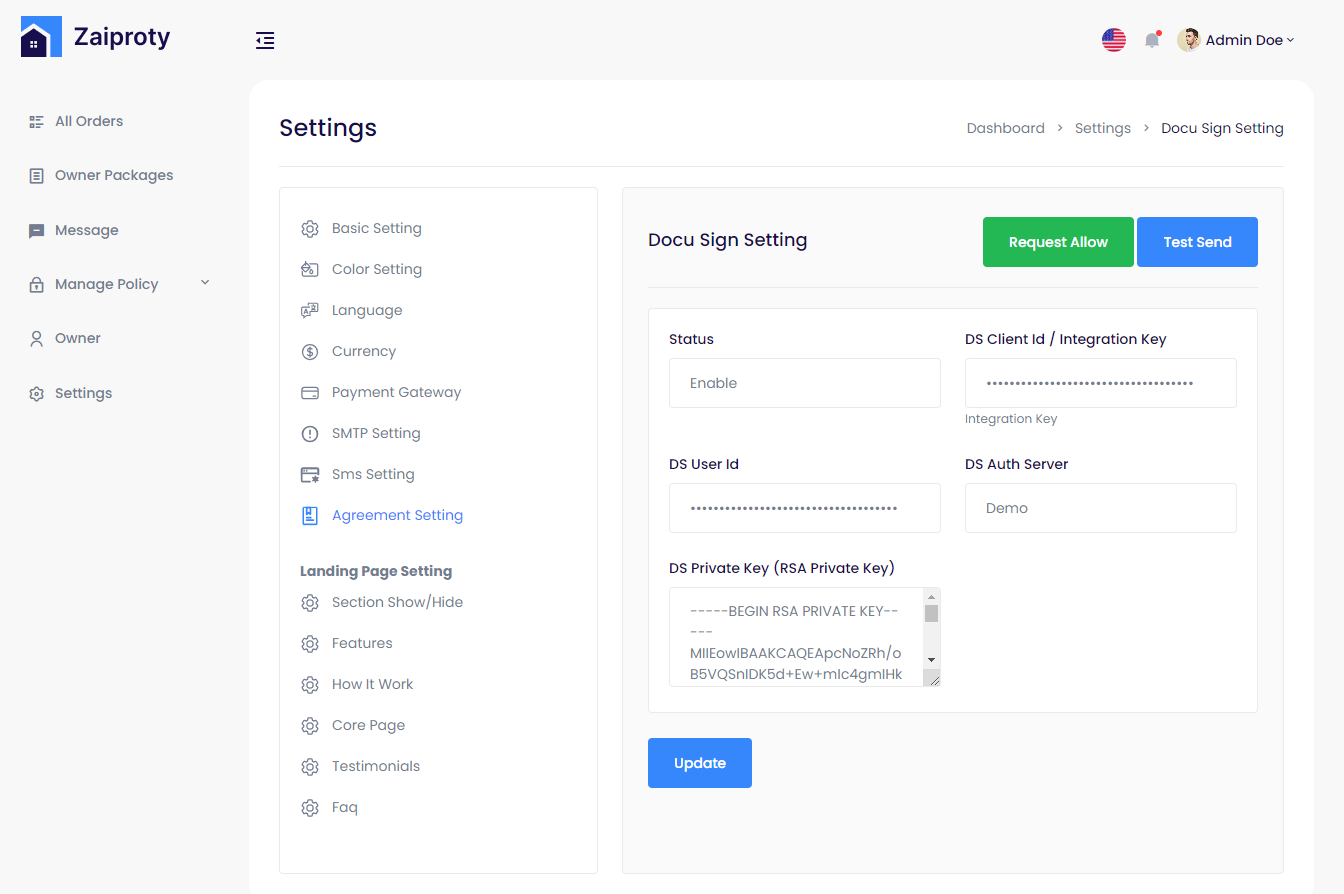 Zaiproty
Admin Doe
All Orders
Owner Packages
Message
Manage Policy
Owner
Settings
Settings
Dashboard > Settings > Docu Sign Setting
Basic Setting
Color Setting
Language
Currency
Payment Gateway
SMTP Setting
Sms Setting
Agreement Setting
Landing Page Setting
Section Show/Hide
Features
How It Work
Core Page
Testimonials
Faq
Docu Sign Setting
Request Allow
Test Send
Status
Enable
DS Client Id / Integration Key
••••••••••••••••••••••••••••••••••••
Integration Key
DS User Id
••••••••••••••••••••••••••••••••••••
DS Auth Server
Demo
DS Private Key (RSA Private Key)
-----BEGIN RSA PRIVATE KEY--
---
MIIEowIBAAKCAQEApcNoZRh/o
B5VQSnIDK5d+Ew+mIc4gmIHk
Update